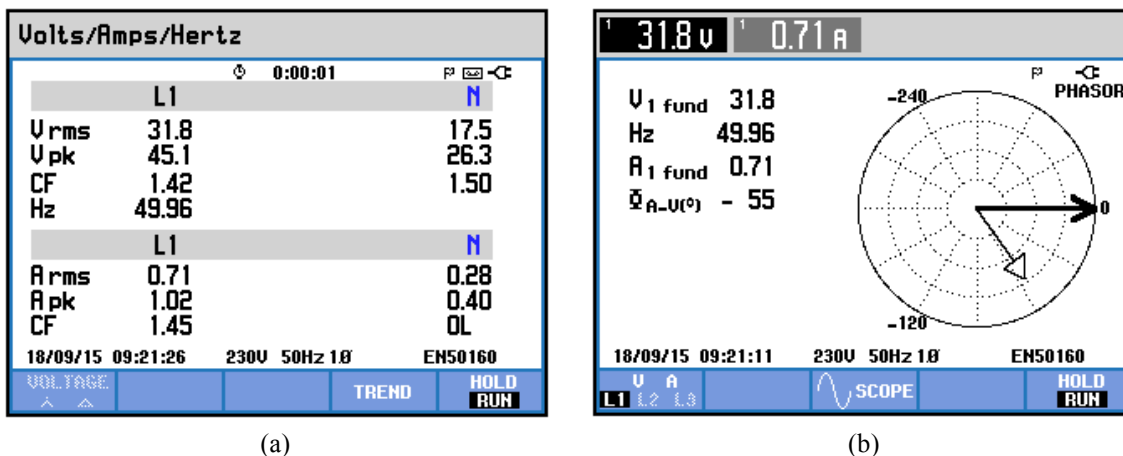 Volts/Amps/Hertz
0:00:01
L1 N
Vrms 31.8 17.5
Vpk 45.1 26.3
CF 1.42 1.50
Hz 49.96
L1 N
Arms 0.71 0.28
Apk 1.02 0.40
CF 1.45 OL
18/09/15 09:21:26 230V 50Hz 1.Ø EN50160
VOLTAGE TREND HOLD
RUN
(a)
1 31.8 V 1 0.71 A
PHASOR
-240
V1 fund 31.8
Hz 49.96
A1 fund 0.71
ΦA-V(º) - 55
0
-120
18/09/15 09:21:11 230V 50Hz 1.Ø EN50160
V A
L1 L2 L3 SCOPE HOLD
RUN
(b)